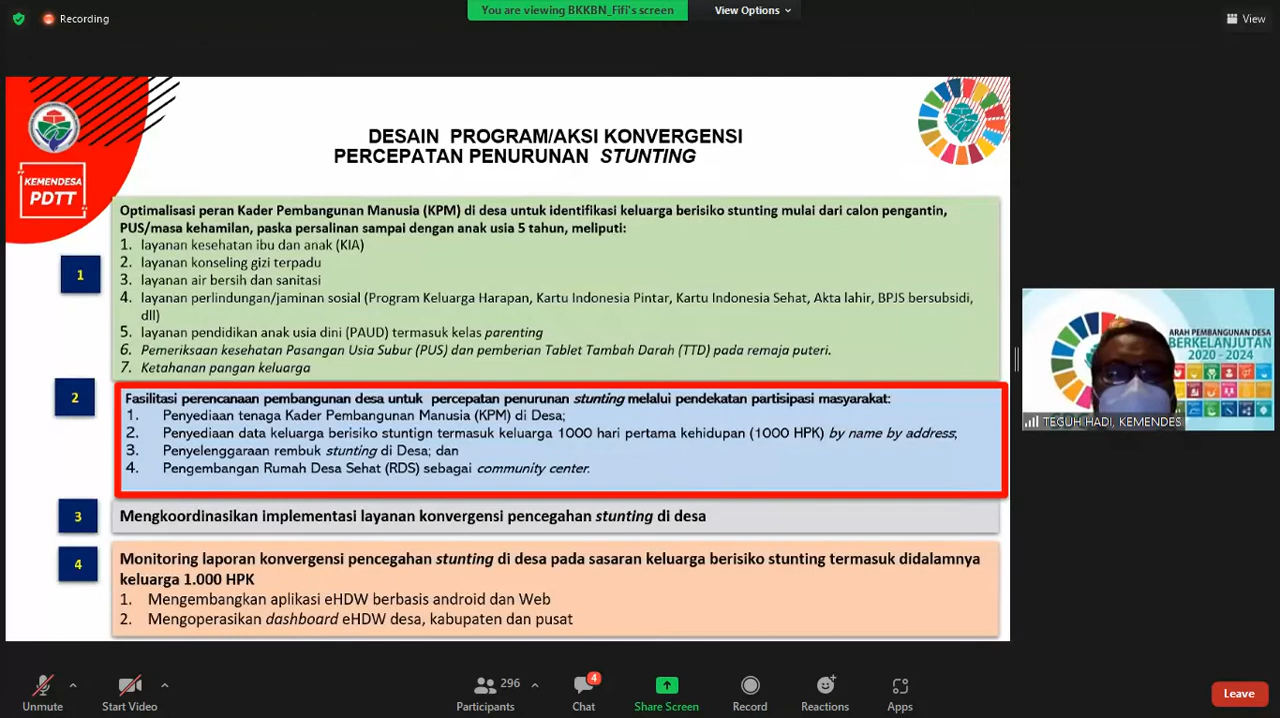 Recording
You are viewing BKKBN_Fifi's screen
View Options
View
KEMENDESA
PDTT
DESAIN PROGRAM/AKSI KONVERGENSI
PERCEPATAN PENURUNAN STUNTING
1
Optimalisasi peran Kader Pembangunan Manusia (KPM) di desa untuk identifikasi keluarga berisiko stunting mulai dari calon pengantin,
PUS/masa kehamilan, paska persalinan sampai dengan anak usia 5 tahun, meliputi:
1. layanan kesehatan ibu dan anak (KIA)
2. layanan konseling gizi terpadu
3. layanan air bersih dan sanitasi
4. layanan perlindungan/jaminan sosial (Program Keluarga Harapan, Kartu Indonesia Pintar, Kartu Indonesia Sehat, Akta lahir, BPJS bersubsidi,
dll)
5. layanan pendidikan anak usia dini (PAUD) termasuk kelas parenting
6. Pemeriksaan kesehatan Pasangan Usia Subur (PUS) dan pemberian Tablet Tambah Darah (TTD) pada remaja puteri.
7. Ketahanan pangan keluarga
2
Fasilitasi perencanaan pembangunan desa untuk percepatan penurunan stunting melalui pendekatan partisipasi masyarakat:
1. Penyediaan tenaga Kader Pembangunan Manusia (KPM) di Desa;
2. Penyediaan data keluarga berisiko stuntign termasuk keluarga 1000 hari pertama kehidupan (1000 HPK) by name by address;
3. Penyelenggaraan rembuk stunting di Desa; dan
4. Pengembangan Rumah Desa Sehat (RDS) sebagai community center.
3
Mengkoordinasikan implementasi layanan konvergensi pencegahan stunting di desa
4
Monitoring laporan konvergensi pencegahan stunting di desa pada sasaran keluarga berisiko stunting termasuk didalamnya
keluarga 1.000 HPK
1. Mengembangkan aplikasi eHDW berbasis android dan Web
2. Mengoperasikan dashboard eHDW desa, kabupaten dan pusat
ARAH PEMBANGUNAN DESA
BERKELANJUTAN
2020 - 2024
TEGUH HADI, KEMENDES
Unmute
Start Video
296
Participants
4
Chat
Share Screen
Record
Reactions
Apps
Leave